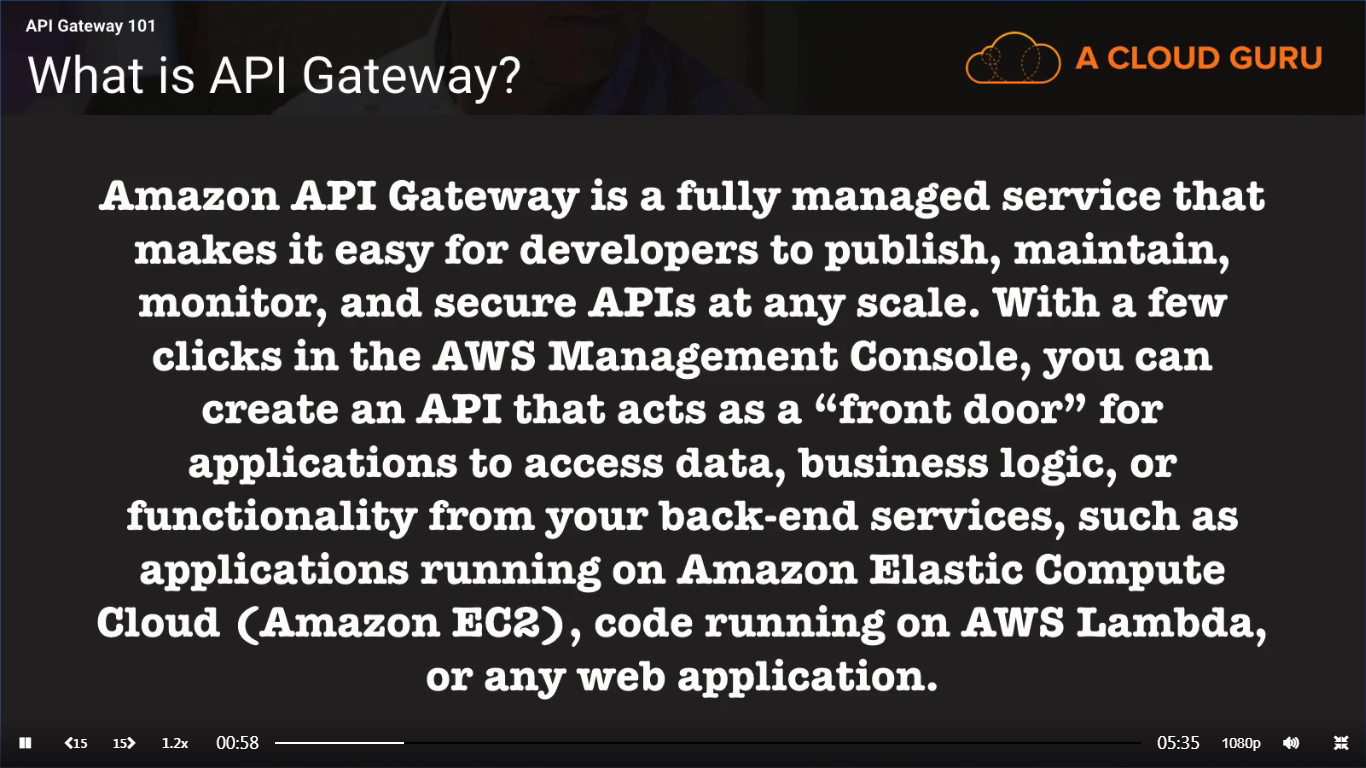 API Gateway 101
What is API Gateway?
A CLOUD GURU
Amazon API Gateway is a fully managed service that
makes it easy for developers to publish, maintain,
monitor, and secure APIs at any scale. With a few
clicks in the AWS Management Console, you can
create an API that acts as a “front door” for
applications to access data, business logic, or
functionality from your back-end services, such as
applications running on Amazon Elastic Compute
Cloud (Amazon EC2), code running on AWS Lambda,
or any web application.
15 15 1.2x 00:58 05:35 1080p